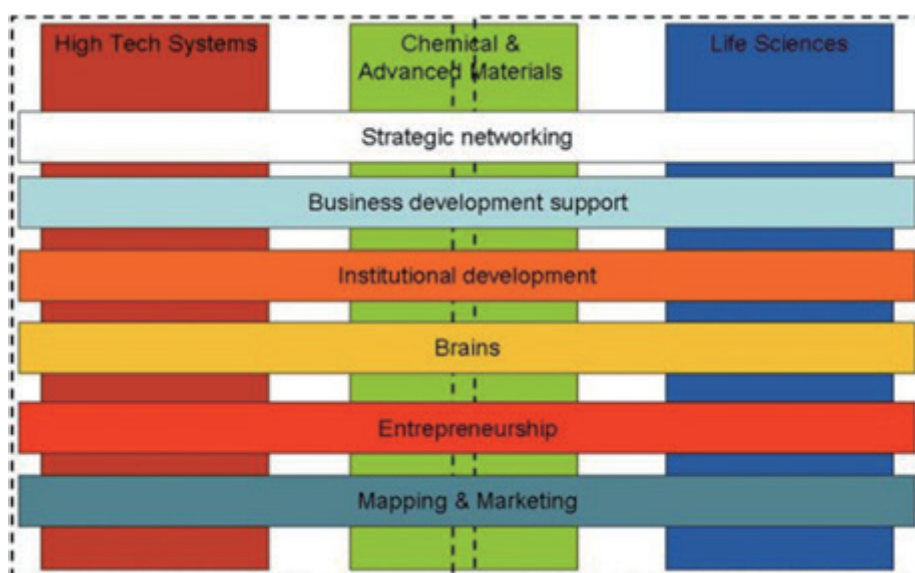 High Tech Systems
Chemical &
Advanced Materials
Life Sciences
Strategic networking
Business development support
Institutional development
Brains
Entrepreneurship
Mapping & Marketing